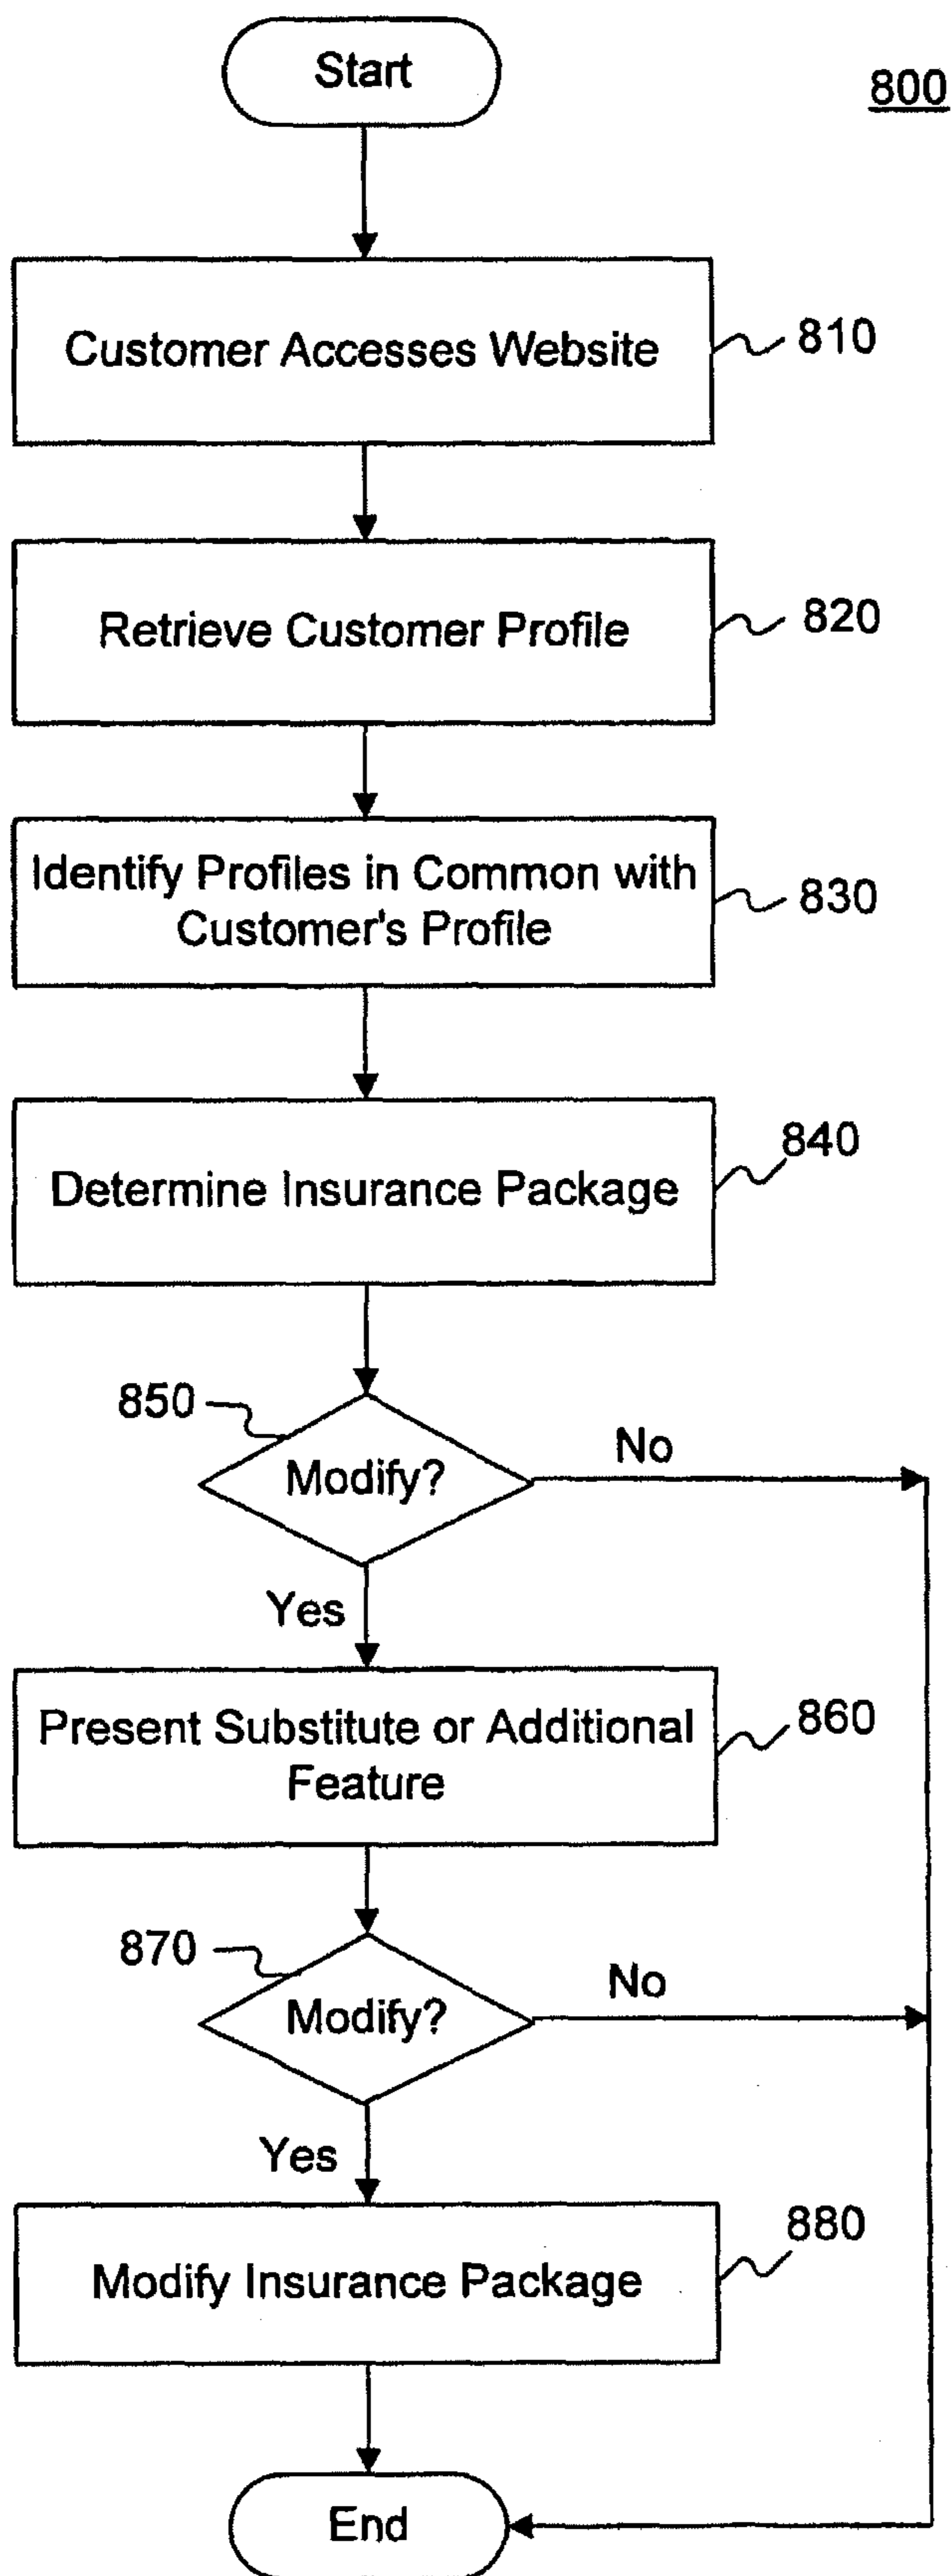 Start
800
Customer Accesses Website
810
Retrieve Customer Profile
820
Identify Profiles in Common with
Customer's Profile
830
Determine Insurance Package
840
850
Modify?
No
Yes
Present Substitute or Additional
Feature
860
870
Modify?
No
Yes
Modify Insurance Package
880
End